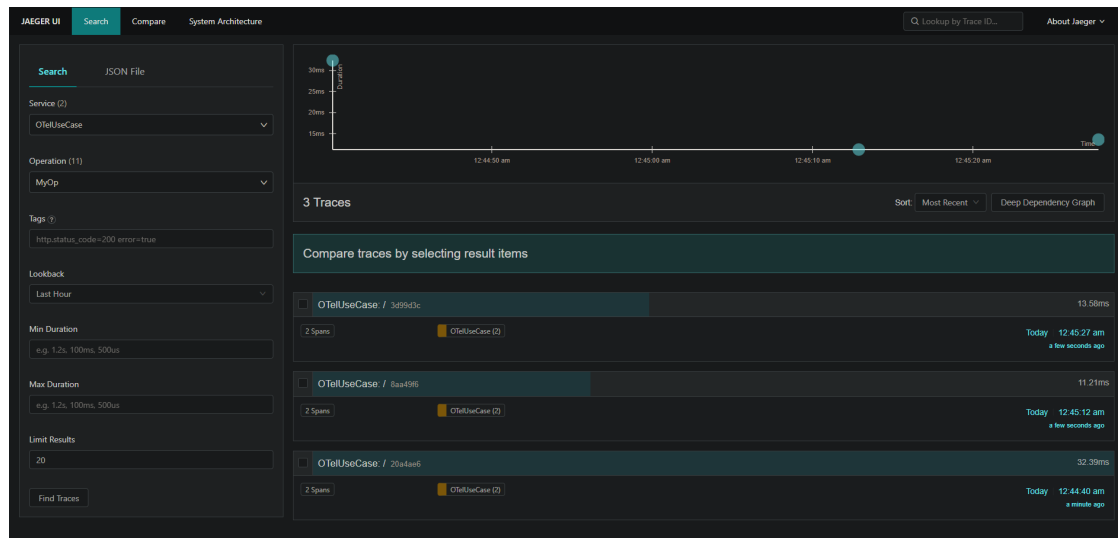 JAEGER UI Search Compare System Architecture Lookup by Trace ID... About Jaeger
Search JSON File
Service (2)
OTelUseCase
Operation (11)
MyOp
Tags ?
http.status_code=200 error=true
Lookback
Last Hour
Min Duration
e.g. 1.2s, 100ms, 500us
Max Duration
e.g. 1.2s, 100ms, 500us
Limit Results
20
Find Traces
Duration
30ms
25ms
20ms
15ms
Time
12:44:50 am 12:45:00 am 12:45:10 am 12:45:20 am
3 Traces Sort: Most Recent Deep Dependency Graph
Compare traces by selecting result items
OTelUseCase: / 3d99d3c 13.58ms
2 Spans OTelUseCase (2) Today 12:45:27 am
a few seconds ago
OTelUseCase: / 8aa49f6 11.21ms
2 Spans OTelUseCase (2) Today 12:45:12 am
a few seconds ago
OTelUseCase: / 20a4ae6 32.39ms
2 Spans OTelUseCase (2) Today 12:44:40 am
a minute ago